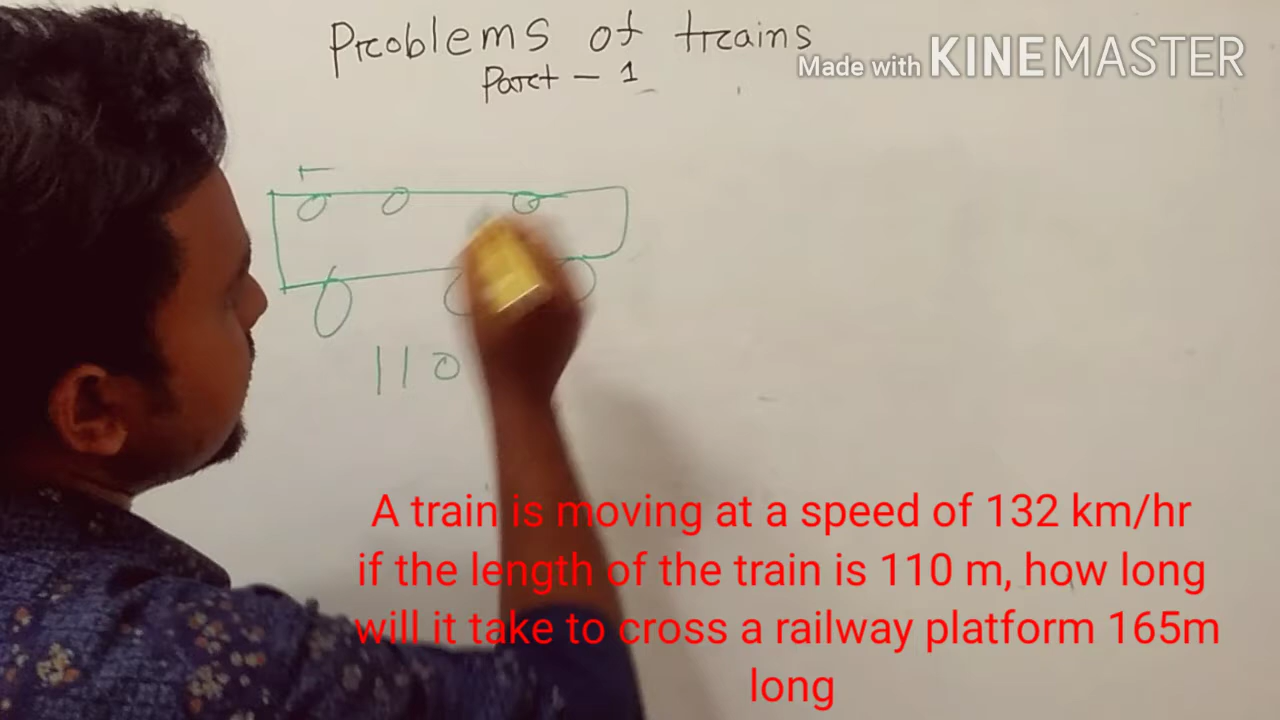 Problems of trains
Made with KINEMASTER
Part - 1
110
A train is moving at a speed of 132 km/hr
if the length of the train is 110 m, how long
will it take to cross a railway platform 165m
long